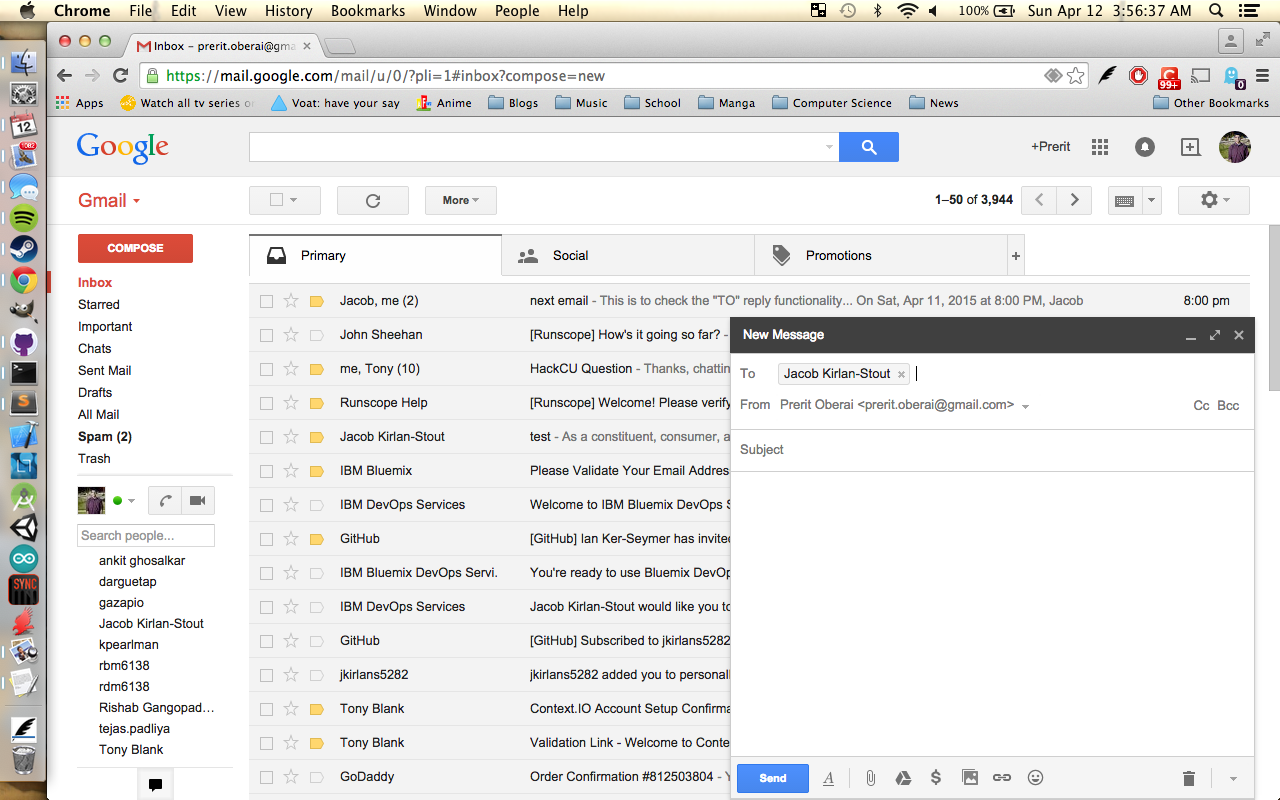 Chrome File Edit View History Bookmarks Window People Help 100% Sun Apr 12 3:56:37 AM
Inbox – prerit.oberai@gma
https://mail.google.com/mail/u/0/?pli=1#inbox?compose=new 99+ 0
Apps Watch all tv series o Voat: have your say Anime Blogs Music School Manga Computer Science News Other Bookmarks
12
1082
Google +Prerit
Gmail More 1–50 of 3,944
COMPOSE
Primary Social Promotions +
Inbox
Starred
Important
Chats
Sent Mail
Drafts
All Mail
Spam (2)
Trash
Search people...
ankit ghosalkar
darguetap
gazapio
Jacob Kirlan-Stout
kpearlman
rbm6138
rdm6138
Rishab Gangopad...
tejas.padliya
Tony Blank
SYNC
Jacob, me (2) next email - This is to check the "TO" reply functionality... On Sat, Apr 11, 2015 at 8:00 PM, Jacob 8:00 pm
John Sheehan [Runscope] How's it going so far? -
me, Tony (10) HackCU Question - Thanks, chattin
Runscope Help [Runscope] Welcome! Please verify
Jacob Kirlan-Stout test - As a constituent, consumer, a
IBM Bluemix Please Validate Your Email Address
IBM DevOps Services Welcome to IBM Bluemix DevOps S
GitHub [GitHub] Ian Ker-Seymer has invited
IBM Bluemix DevOps Servi. You're ready to use Bluemix DevOp
IBM DevOps Services Jacob Kirlan-Stout would like you to
GitHub [GitHub] Subscribed to jkirlans5282
jkirlans5282 jkirlans5282 added you to personal
Tony Blank Context.IO Account Setup Confirma
Tony Blank Validation Link - Welcome to Conte
GoDaddy Order Confirmation #812503804 -
New Message
To Jacob Kirlan-Stout
From Prerit Oberai <prerit.oberai@gmail.com> Cc Bcc
Subject
Send A $